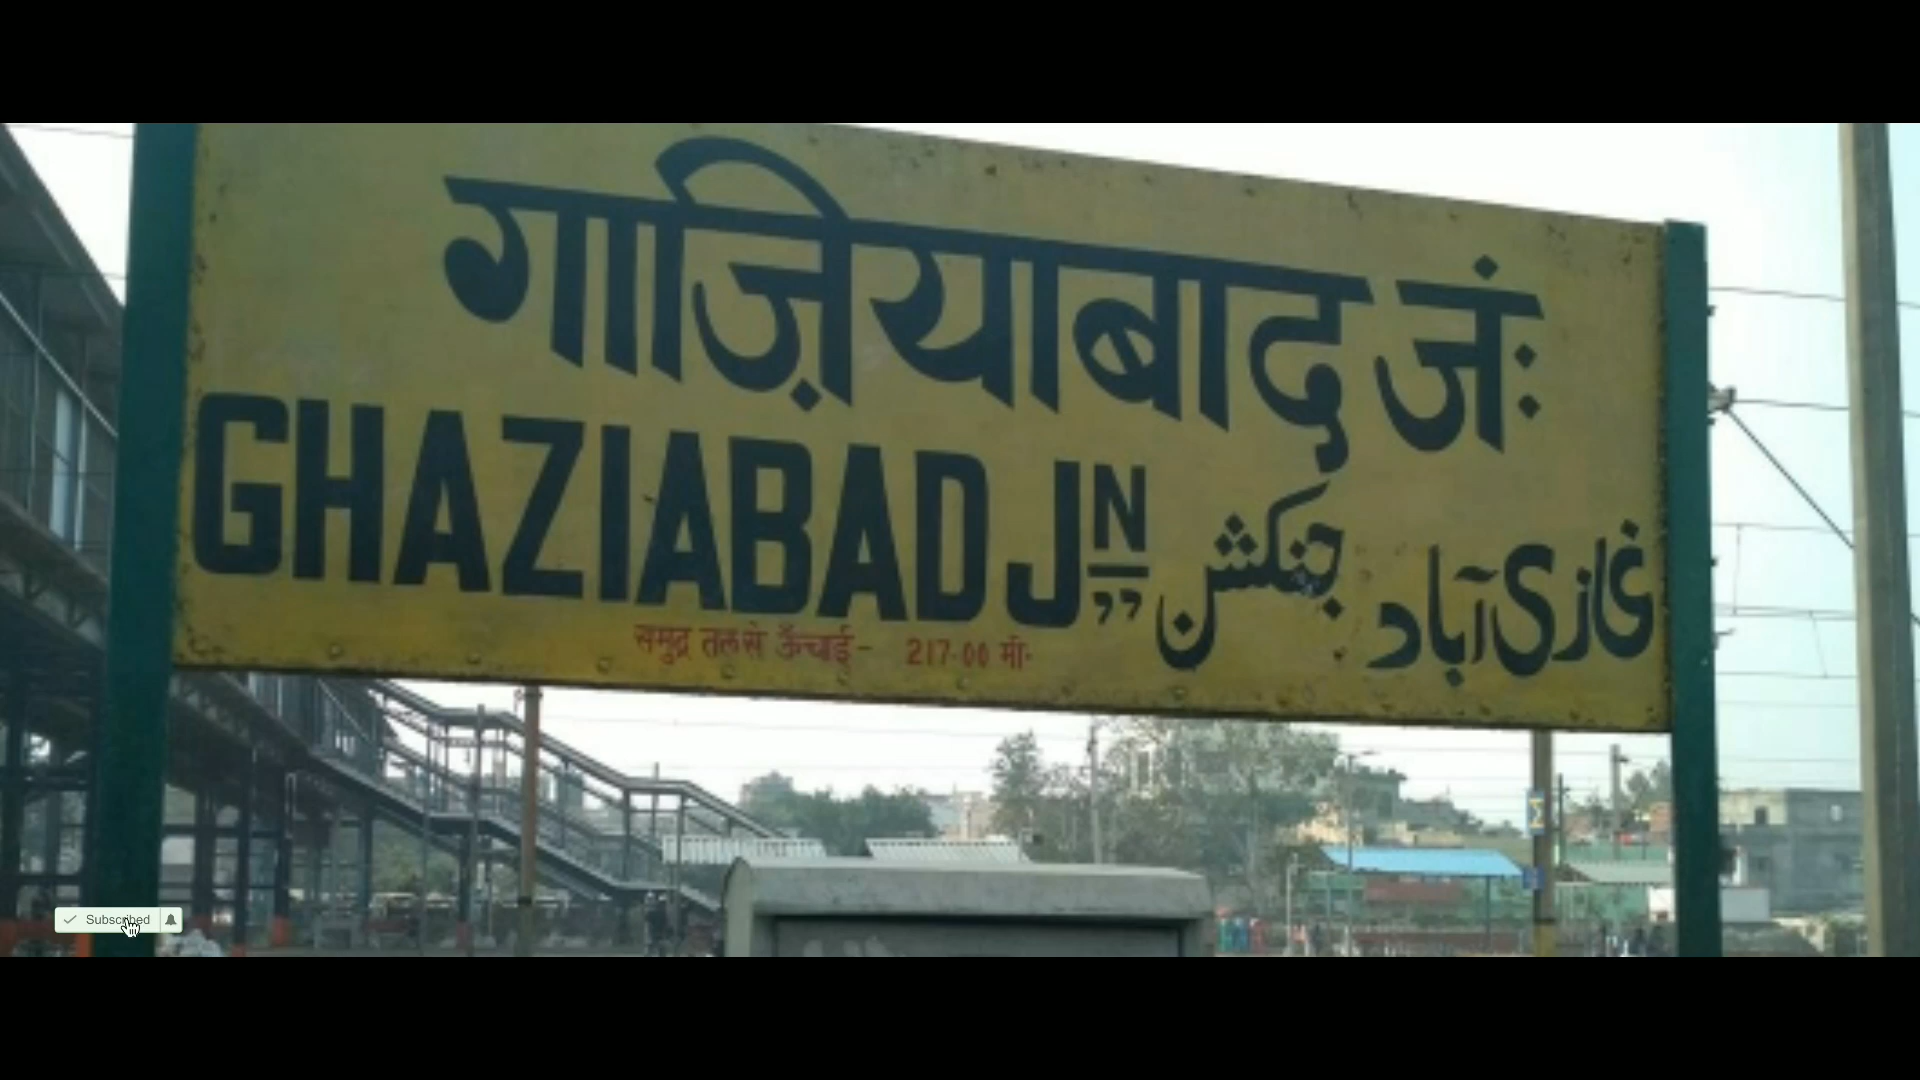 गाज़ियाबाद जं:
GHAZIABAD JN
غازی آباد جنکشن
समुद्र तल से ऊँचाई- 217.00 मी.
Subscribed